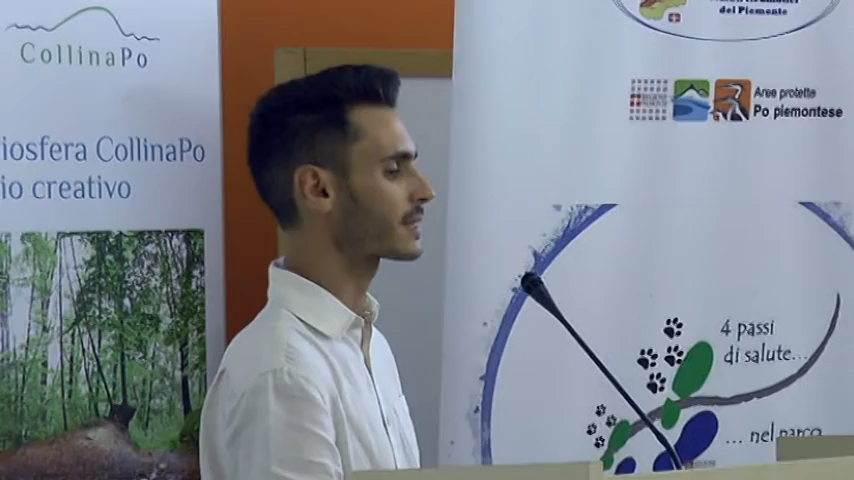 CollinaPo
iosfera CollinaPo
io creativo
del Piemonte
Aree protette
Po piemontese
4 passi
di salute...
...nel parco